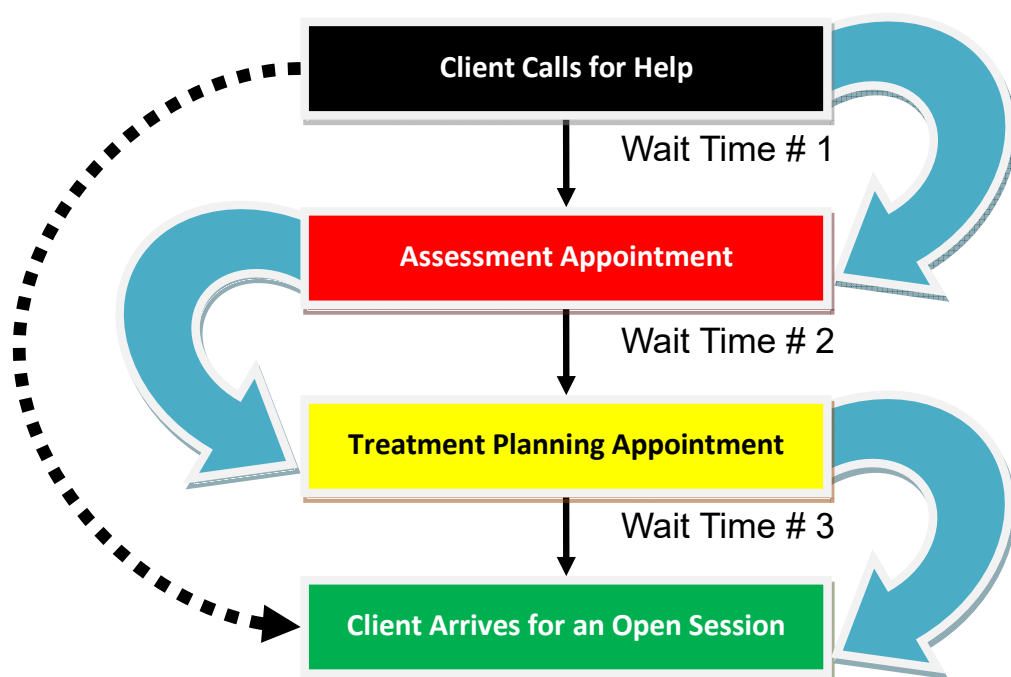 Client Calls for Help
Wait Time # 1
Assessment Appointment
Wait Time # 2
Treatment Planning Appointment
Wait Time # 3
Client Arrives for an Open Session